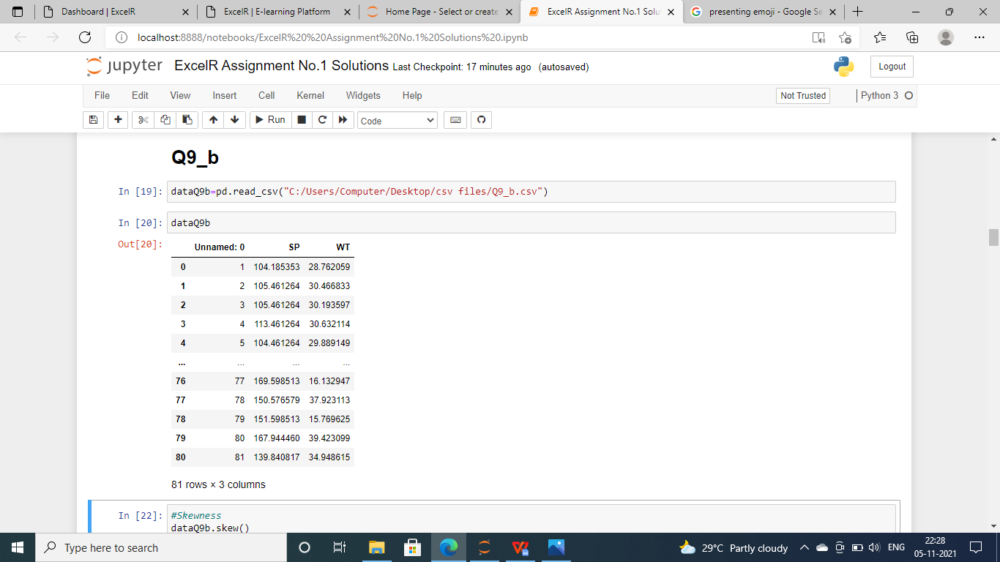 Dashboard | ExcelR
ExcelR | E-learning Platform
Home Page - Select or create
ExcelR Assignment No.1 Solu
presenting emoji - Google Se
localhost:8888/notebooks/ExcelR%20%20Assignment%20No.1%20Solutions%20.ipynb
jupyter ExcelR Assignment No.1 Solutions Last Checkpoint: 17 minutes ago (autosaved)
Logout
File Edit View Insert Cell Kernel Widgets Help
Not Trusted
Python 3
Run
Code
Q9_b
In [19]: dataQ9b=pd.read_csv("C:/Users/Computer/Desktop/csv files/Q9_b.csv")
In [20]: dataQ9b
Out[20]:
Unnamed: 0 SP WT
0 1 104.185353 28.762059
1 2 105.461264 30.466833
2 3 105.461264 30.193597
3 4 113.461264 30.632114
4 5 104.461264 29.889149
... ... ... ...
76 77 169.598513 16.132947
77 78 150.576579 37.923113
78 79 151.598513 15.769625
79 80 167.944460 39.423099
80 81 139.840817 34.948615
81 rows × 3 columns
In [22]: #Skewness
dataQ9b.skew()
Type here to search
29°C Partly cloudy
ENG
22:28
05-11-2021